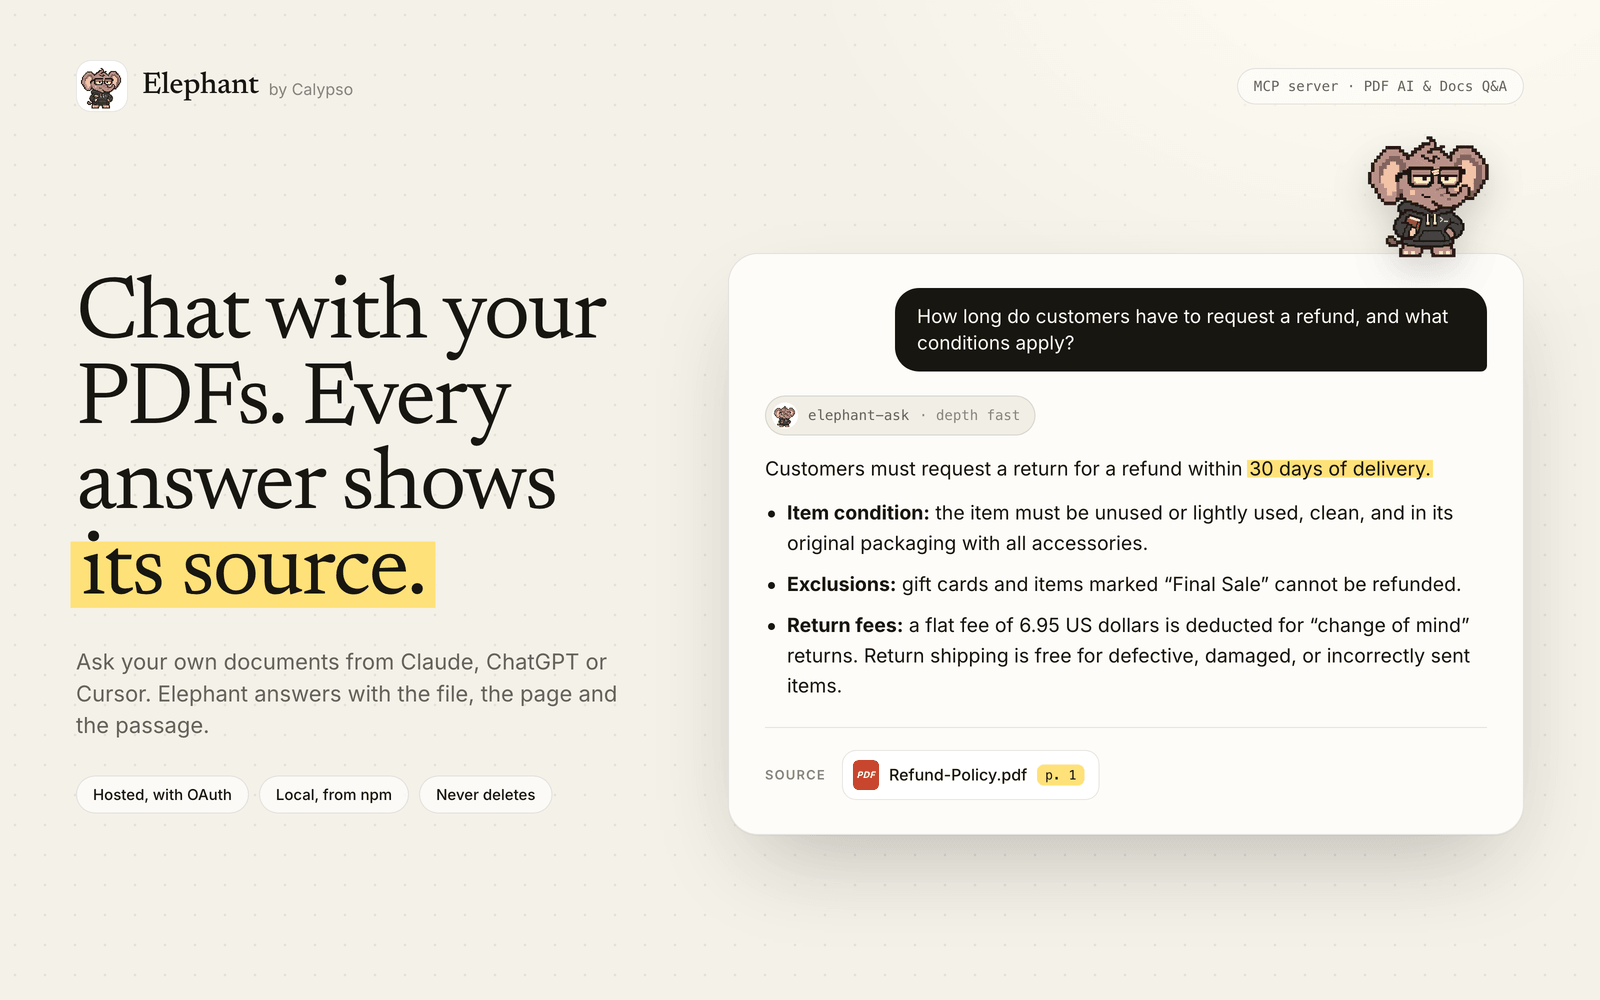 Elephant by Calypso
MCP server · PDF AI & Docs Q&A
Chat with your
PDFs. Every
answer shows
its source.
Ask your own documents from Claude, ChatGPT or
Cursor. Elephant answers with the file, the page and
the passage.
Hosted, with OAuth
Local, from npm
Never deletes
How long do customers have to request a refund, and what
conditions apply?
elephant-ask · depth fast
Customers must request a return for a refund within 30 days of delivery.
• Item condition: the item must be unused or lightly used, clean, and in its
original packaging with all accessories.
• Exclusions: gift cards and items marked “Final Sale” cannot be refunded.
• Return fees: a flat fee of 6.95 US dollars is deducted for “change of mind”
returns. Return shipping is free for defective, damaged, or incorrectly sent
items.
SOURCE PDF Refund-Policy.pdf p. 1